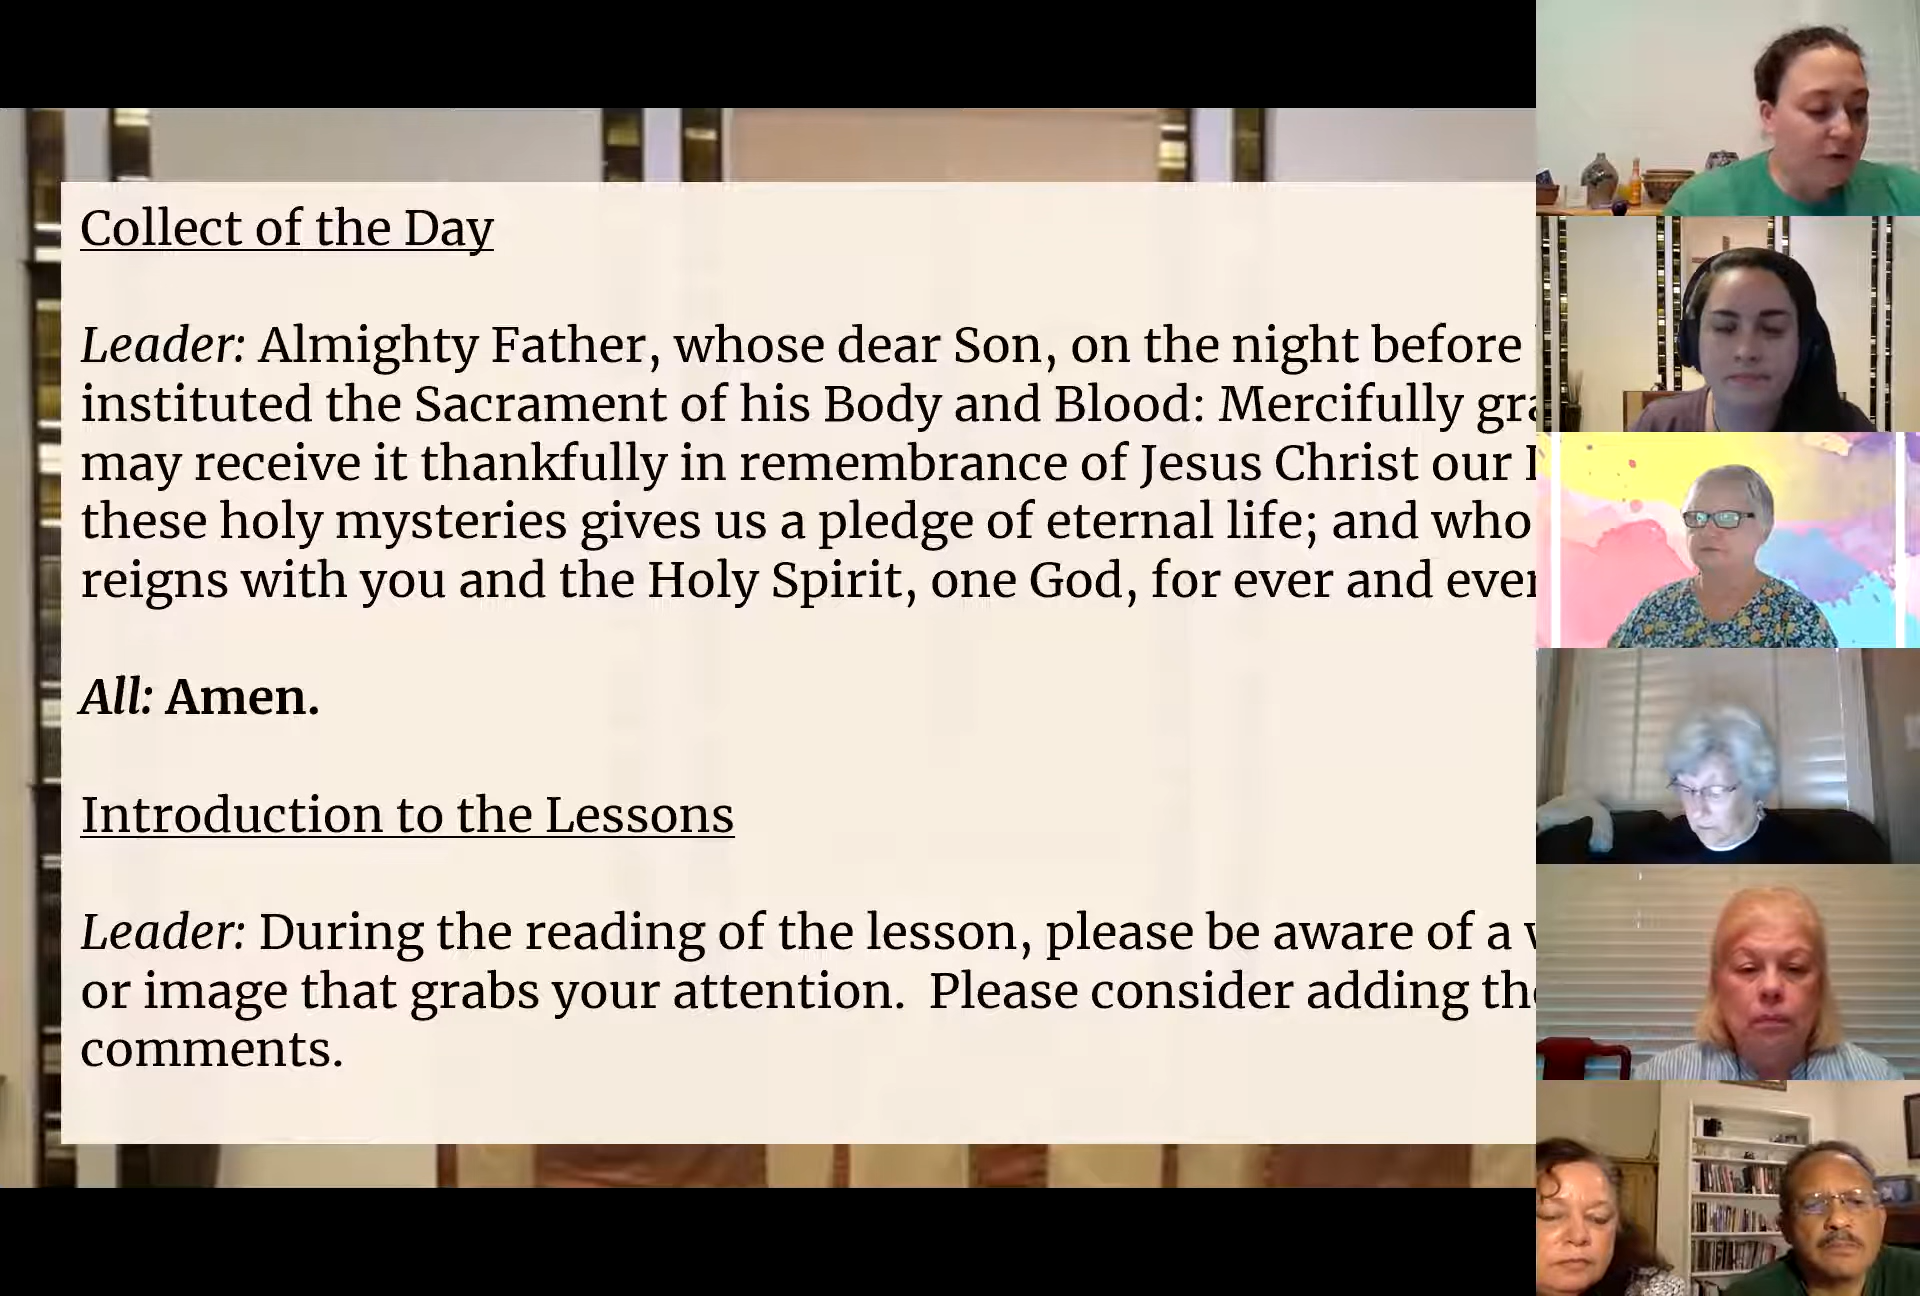 Collect of the Day
Leader: Almighty Father, whose dear Son, on the night before
instituted the Sacrament of his Body and Blood: Mercifully
may receive it thankfully in remembrance of Jesus Christ our
these holy mysteries gives us a pledge of eternal life; and who
reigns with you and the Holy Spirit, one God, for ever and ever
All: Amen.
Introduction to the Lessons
Leader: During the reading of the lesson, please be aware of a
or image that grabs your attention.  Please consider adding
comments.